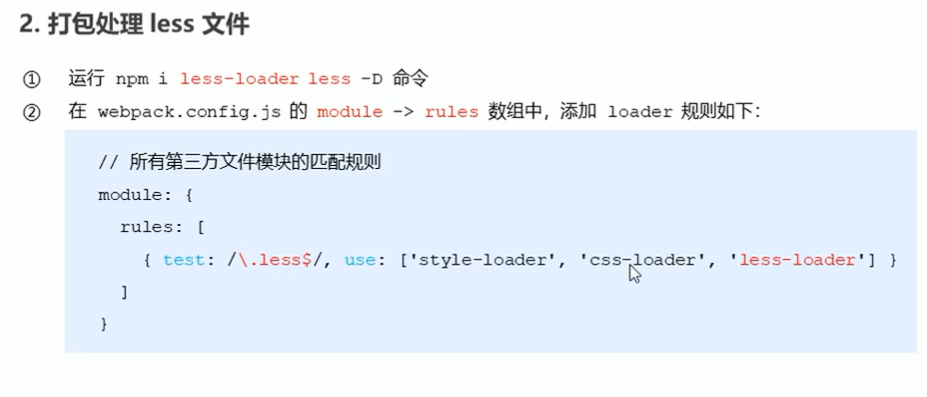 2. 打包处理 less 文件
① 运行 npm i less-loader less -D 命令
② 在 webpack.config.js 的 module -> rules 数组中，添加 loader 规则如下：
// 所有第三方文件模块的匹配规则
module: {
rules: [
{ test: /\.less$/, use: ['style-loader', 'css-loader', 'less-loader'] }
]
}